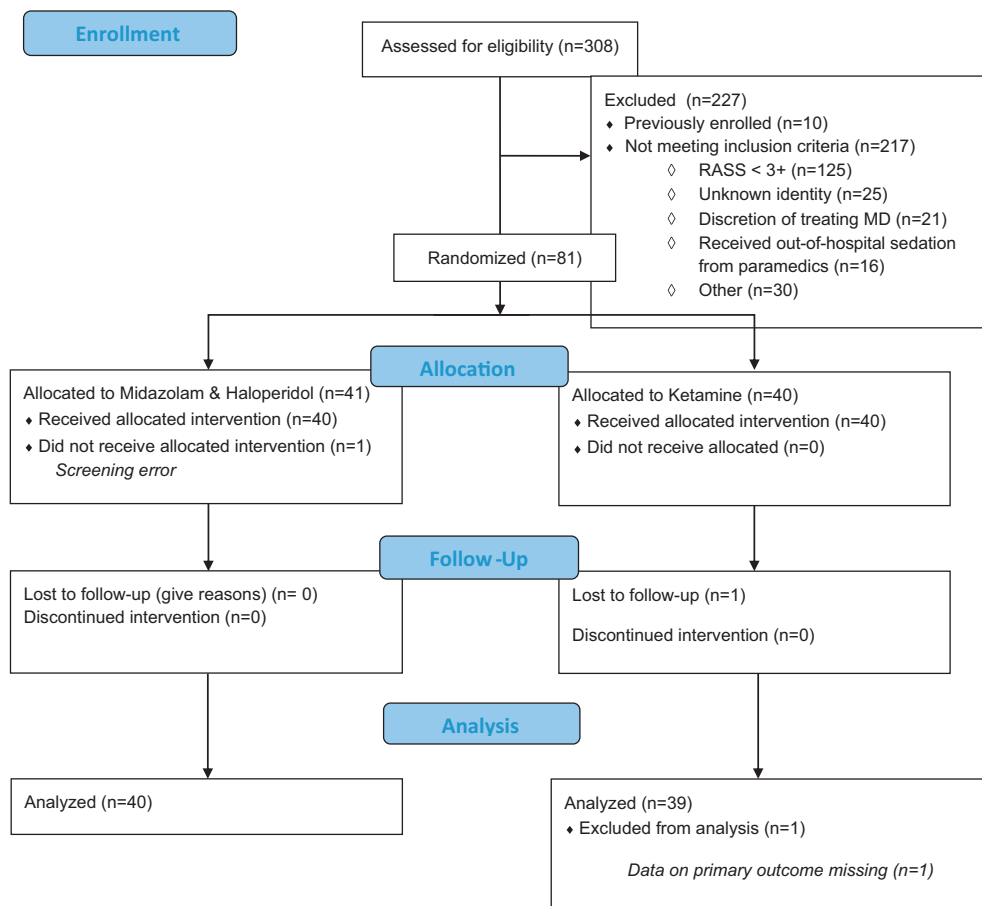 Enrollment
Assessed for eligibility (n=308)
Excluded (n=227)
♦ Previously enrolled (n=10)
♦ Not meeting inclusion criteria (n=217)
◊ RASS < 3+ (n=125)
◊ Unknown identity (n=25)
◊ Discretion of treating MD (n=21)
◊ Received out-of-hospital sedation
from paramedics (n=16)
◊ Other (n=30)
Randomized (n=81)
Allocation
Allocated to Midazolam & Haloperidol (n=41)
♦ Received allocated intervention (n=40)
♦ Did not receive allocated intervention (n=1)
Screening error
Allocated to Ketamine (n=40)
♦ Received allocated intervention (n=40)
♦ Did not receive allocated (n=0)
Follow-Up
Lost to follow-up (give reasons) (n= 0)
Discontinued intervention (n=0)
Lost to follow-up (n=1)
Discontinued intervention (n=0)
Analysis
Analyzed (n=40)
Analyzed (n=39)
♦ Excluded from analysis (n=1)
Data on primary outcome missing (n=1)